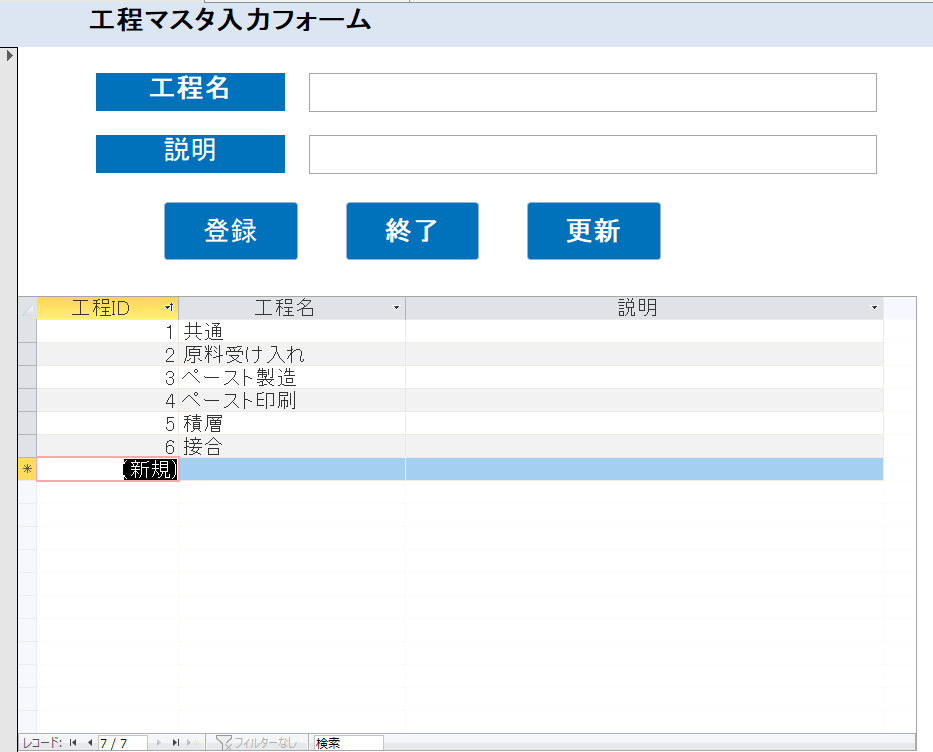 工程マスタ入力フォーム
工程名
説明
登録 終了 更新
工程ID 工程名 説明
1 共通
2 原料受け入れ
3 ペースト製造
4 ペースト印刷
5 積層
6 接合
* (新規)
レコード: 7 / 7 フィルターなし 検索